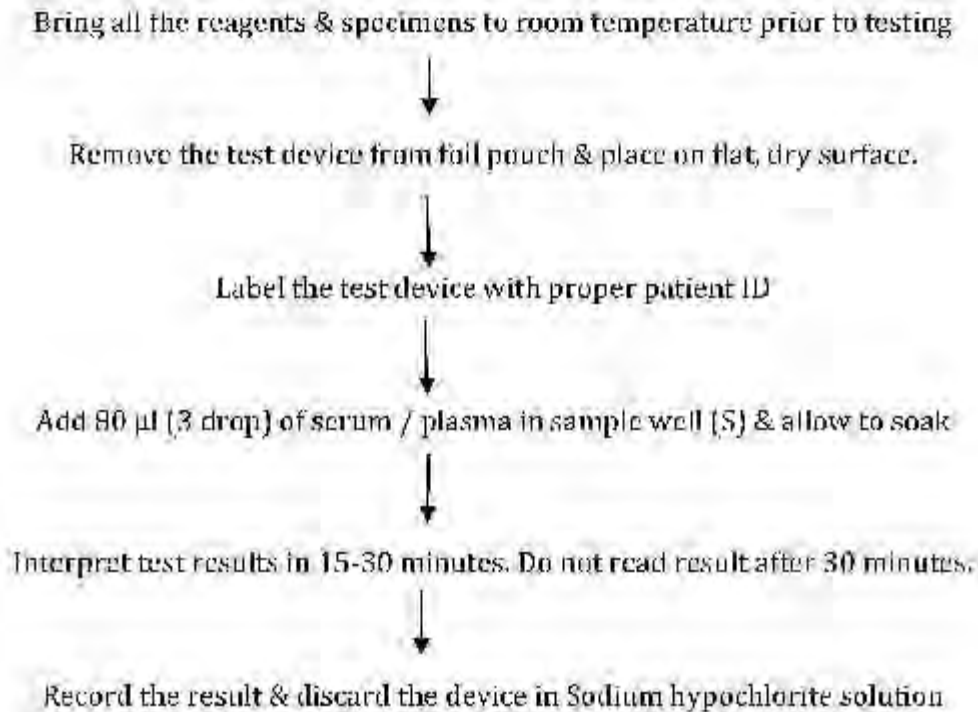 Bring all the reagents & specimens to room temperature prior to testing
Remove the test device from foil pouch & place on flat, dry surface.
Label the test device with proper patient ID
Add 80 µl (3 drop) of serum / plasma in sample well (S) & allow to soak
Interpret test results in 15-30 minutes. Do not read result after 30 minutes.
Record the result & discard the device in Sodium hypochlorite solution